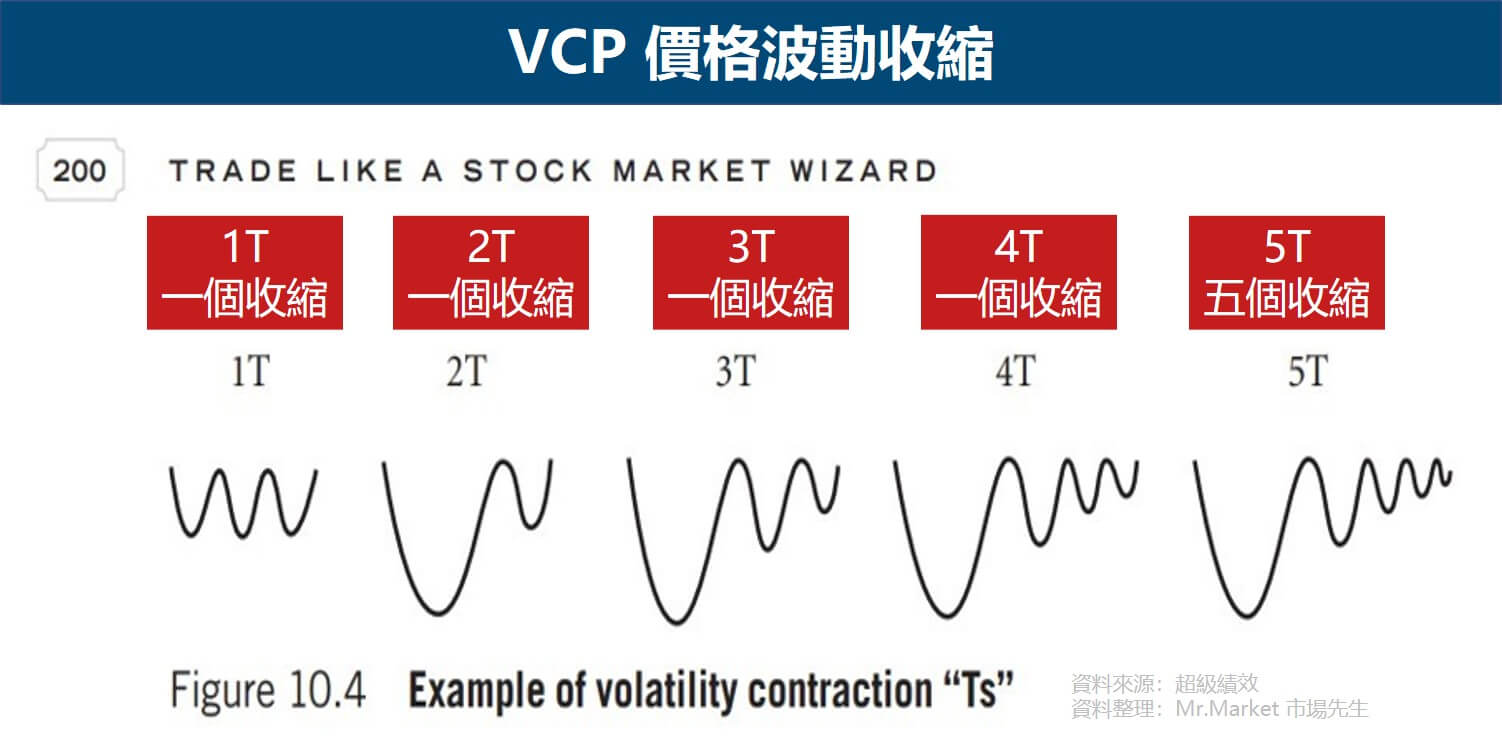 VCP 價格波動收缩
200 TRADE LIKE A STOCK MARKET WIZARD
1T
一個收縮
2T
一個收縮
3T
一個收縮
4T
一個收縮
5T
五個收縮
1T 2T 3T 4T 5T
Figure 10.4 Example of volatility contraction “Ts”
資料來源：超級績效
資料整理：Mr.Market 市場先生